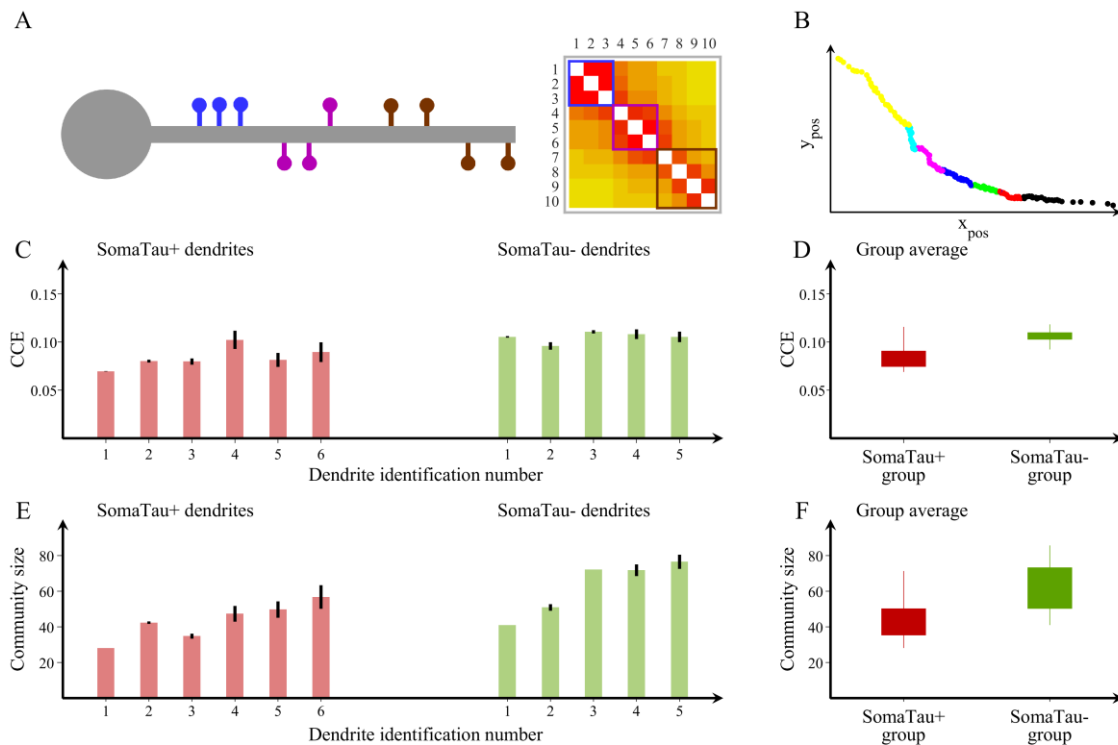 A
1 2 3 4 5 6 7 8 9 10
1
2
3
4
5
6
7
8
9
10
B
y_pos
x_pos
C
SomaTau+ dendrites
SomaTau- dendrites
CCE
0.15
0.10
0.05
1 2 3 4 5 6
1 2 3 4 5
Dendrite identification number
D
Group average
CCE
0.15
0.10
0.05
SomaTau+
group
SomaTau-
group
E
SomaTau+ dendrites
SomaTau- dendrites
Community size
80
60
40
20
1 2 3 4 5 6
1 2 3 4 5
Dendrite identification number
F
Group average
Community size
80
60
40
20
SomaTau+
group
SomaTau-
group